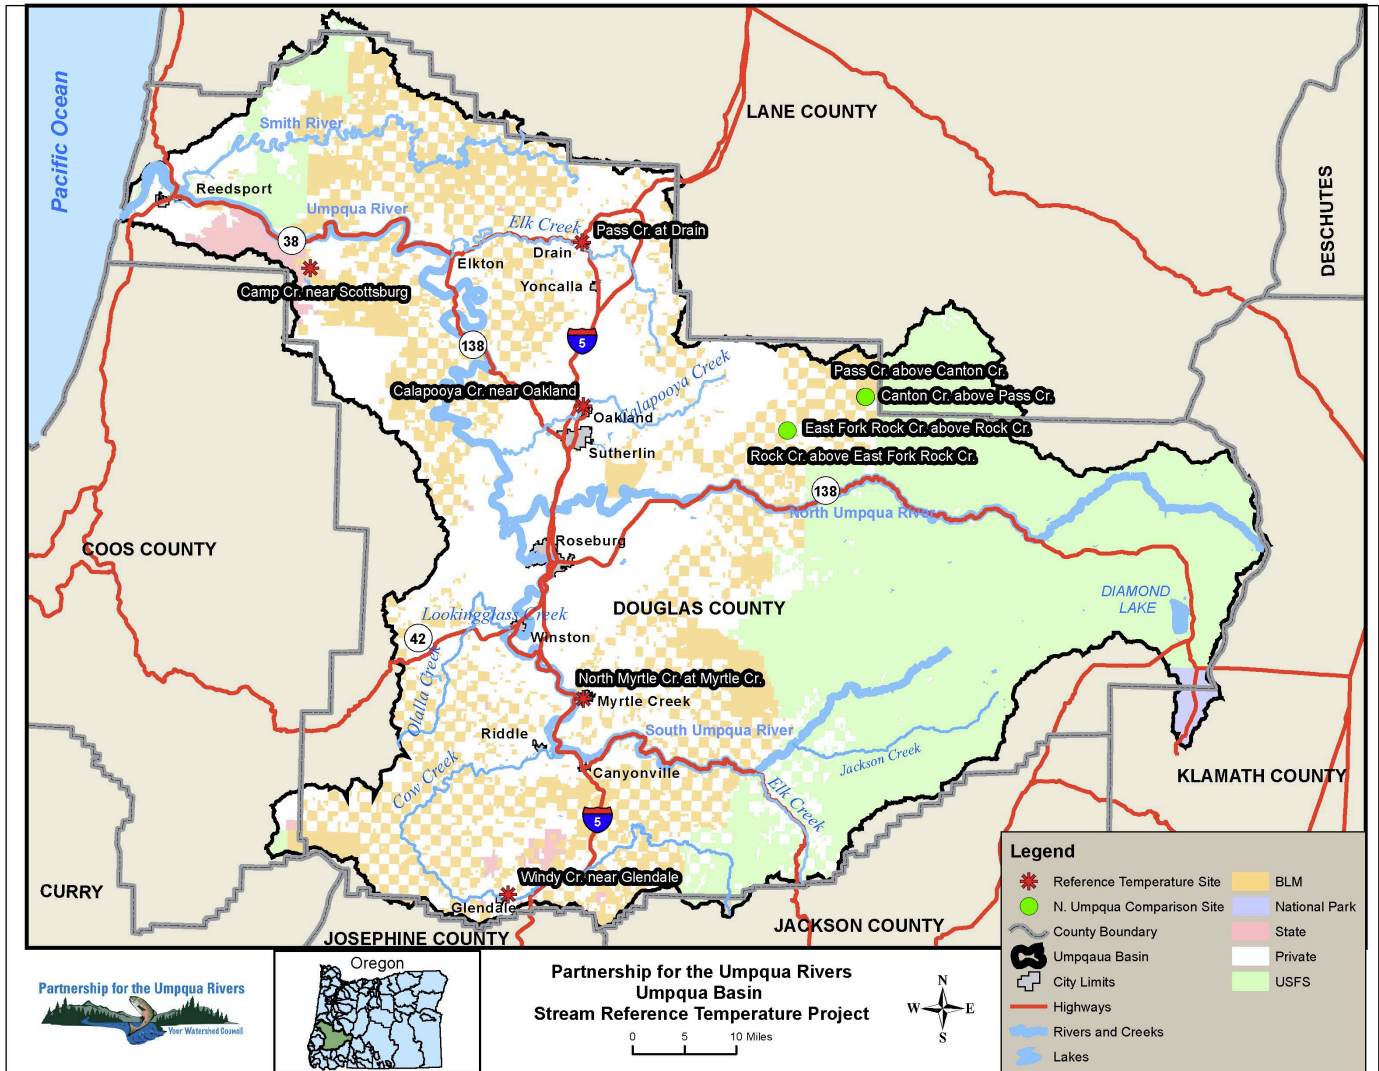 LANE COUNTY
Pacific Ocean
Smith River
DESCHUTES
Reedsport
Umpqua River
Elk Creek
Pass Cr. at Drain
38
Drain
Elkton
Yoncalla
Camp Cr. near Scottsburg
138
5
Calapooya Creek
Pass Cr. above Canton Cr.
Calapooya Cr. near Oakland
Canton Cr. above Pass Cr.
Oakland
East Fork Rock Cr. above Rock Cr.
Sutherlin
Rock Cr. above East Fork Rock Cr.
138
North Umpqua River
Roseburg
COOS COUNTY
DIAMOND
LAKE
DOUGLAS COUNTY
Lookingglass Creek
42
Winston
Olalla Creek
North Myrtle Cr. at Myrtle Cr.
Myrtle Creek
Riddle
South Umpqua River
Jackson Creek
Canyonville
KLAMATH COUNTY
Cow Creek
Elk Creek
5
CURRY
Windy Cr. near Glendale
Glendale
JOSEPHINE COUNTY
JACKSON COUNTY
Legend
Reference Temperature Site
N. Umpqua Comparison Site
County Boundary
Umpqaua Basin
City Limits
Highways
Rivers and Creeks
Lakes
BLM
National Park
State
Private
USFS
Partnership for the Umpqua Rivers
Your Watershed Council
Oregon
Partnership for the Umpqua Rivers
Umpqua Basin
Stream Reference Temperature Project
0 5 10 Miles
N
W E
S